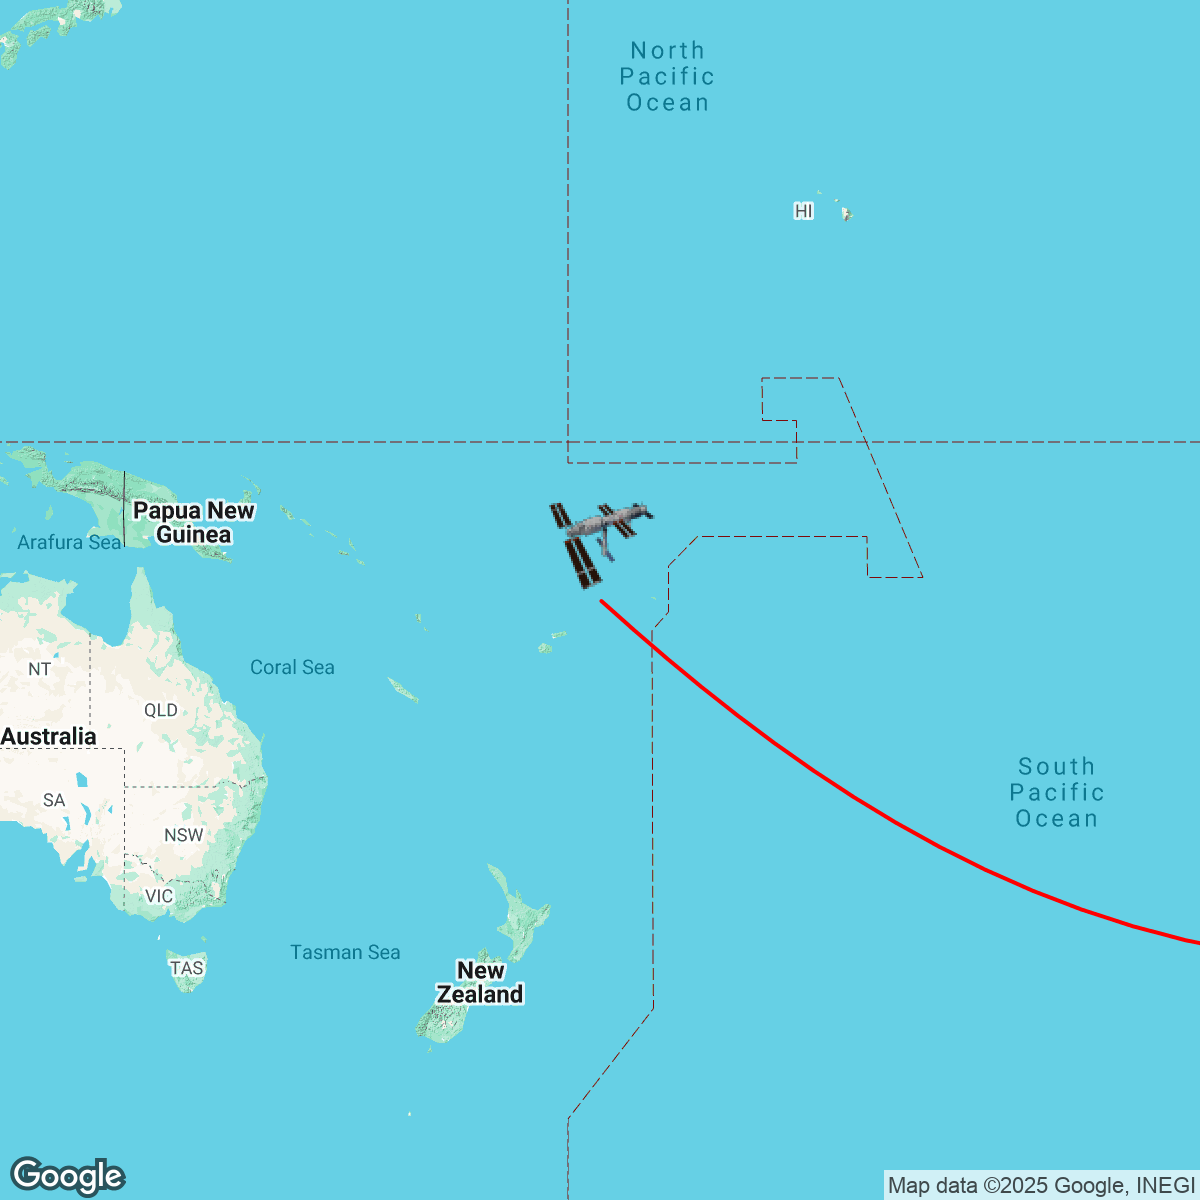 North
Pacific
Ocean
HI
Papua New
Guinea
Arafura Sea
Coral Sea
NT
QLD
Australia
South
Pacific
Ocean
SA
NSW
VIC
Tasman Sea
TAS
New
Zealand
Google
Map data ©2025 Google, INEGI